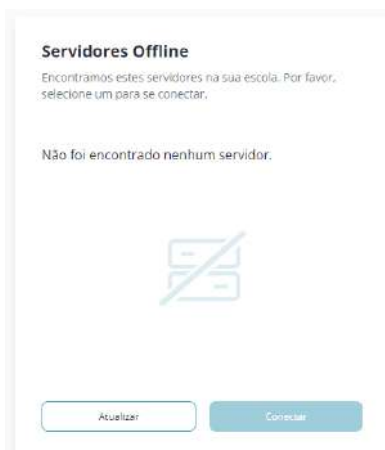 Servidores Offline
Encontramos estes servidores na sua escola. Por favor,
selecione um para se conectar.
Não foi encontrado nenhum servidor.
Atualizar
Conectar